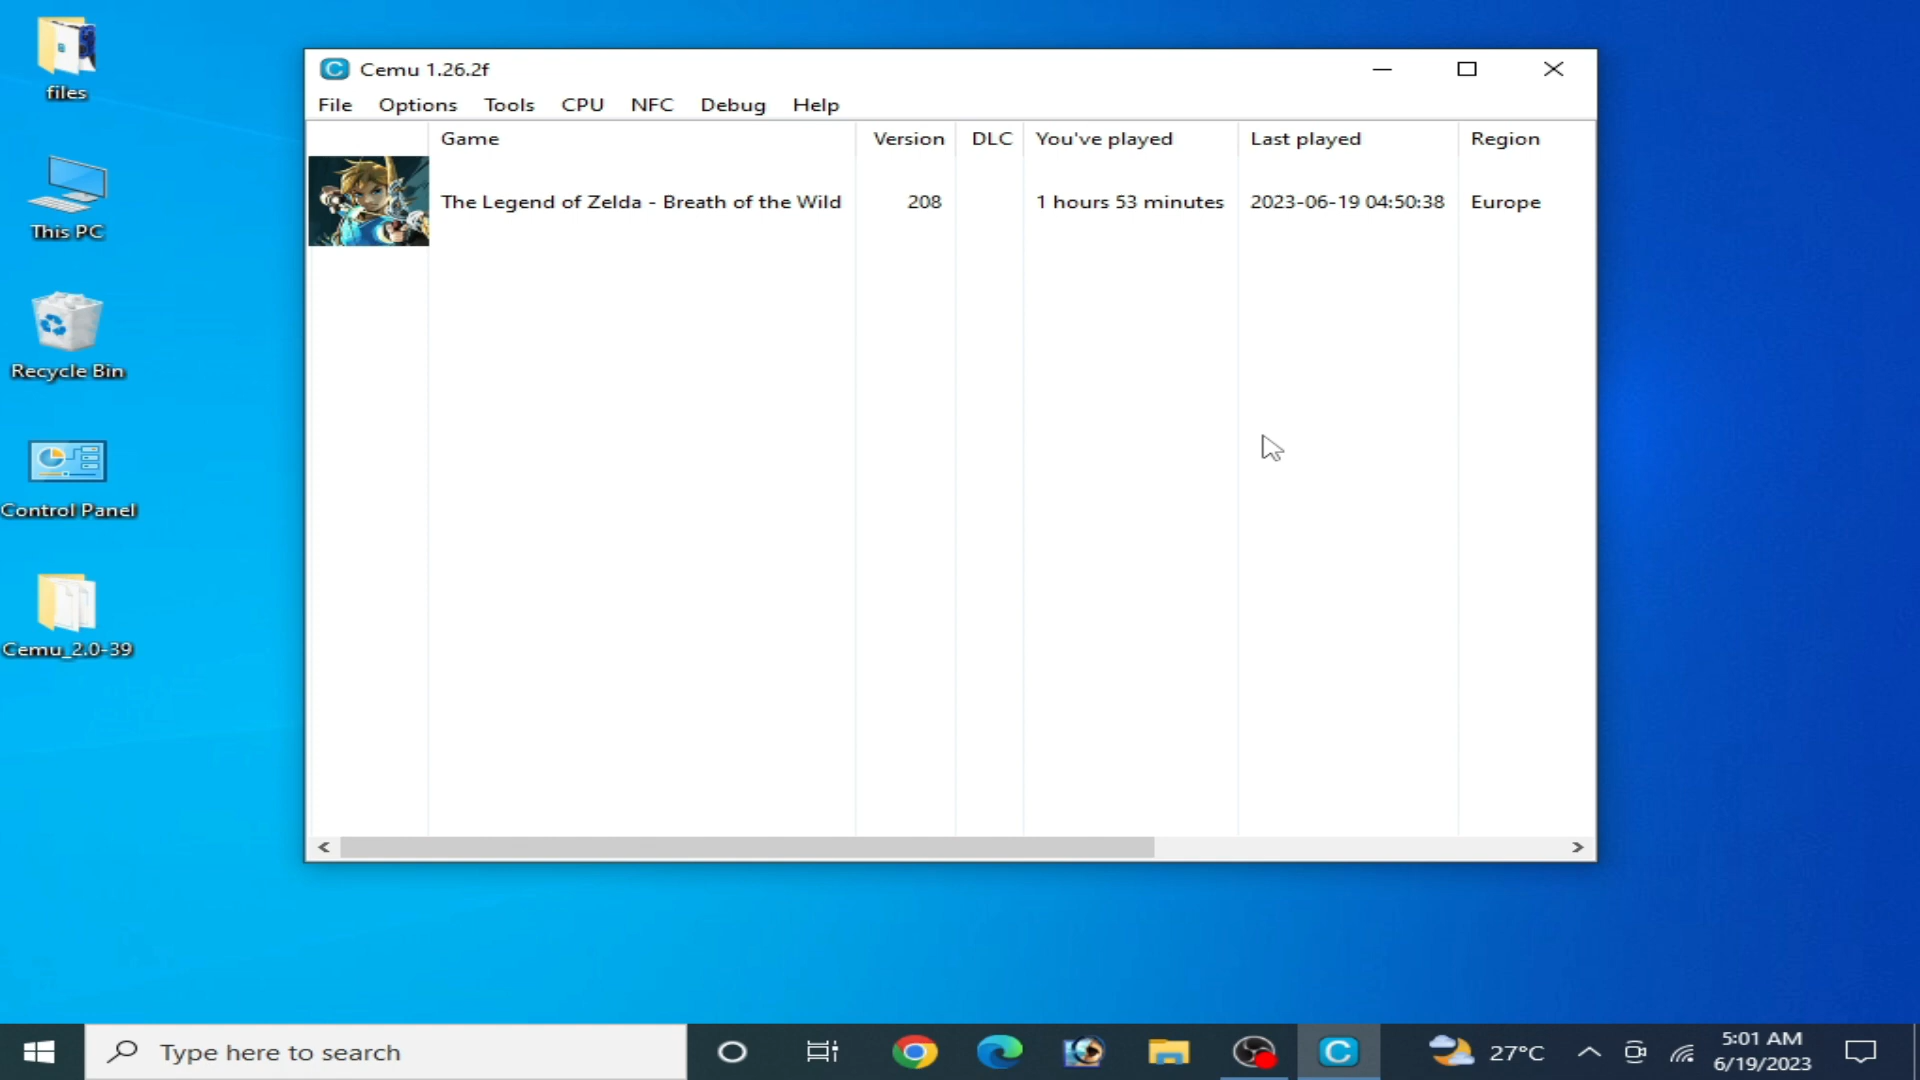 files
This PC
Recycle Bin
Control Panel
Cemu_2.0-39
C Cemu 1.26.2f
File Options Tools CPU NFC Debug Help
Game Version DLC You've played Last played Region
The Legend of Zelda - Breath of the Wild 208 1 hours 53 minutes 2023-06-19 04:50:38 Europe
Type here to search
C
27°C
5:01 AM
6/19/2023